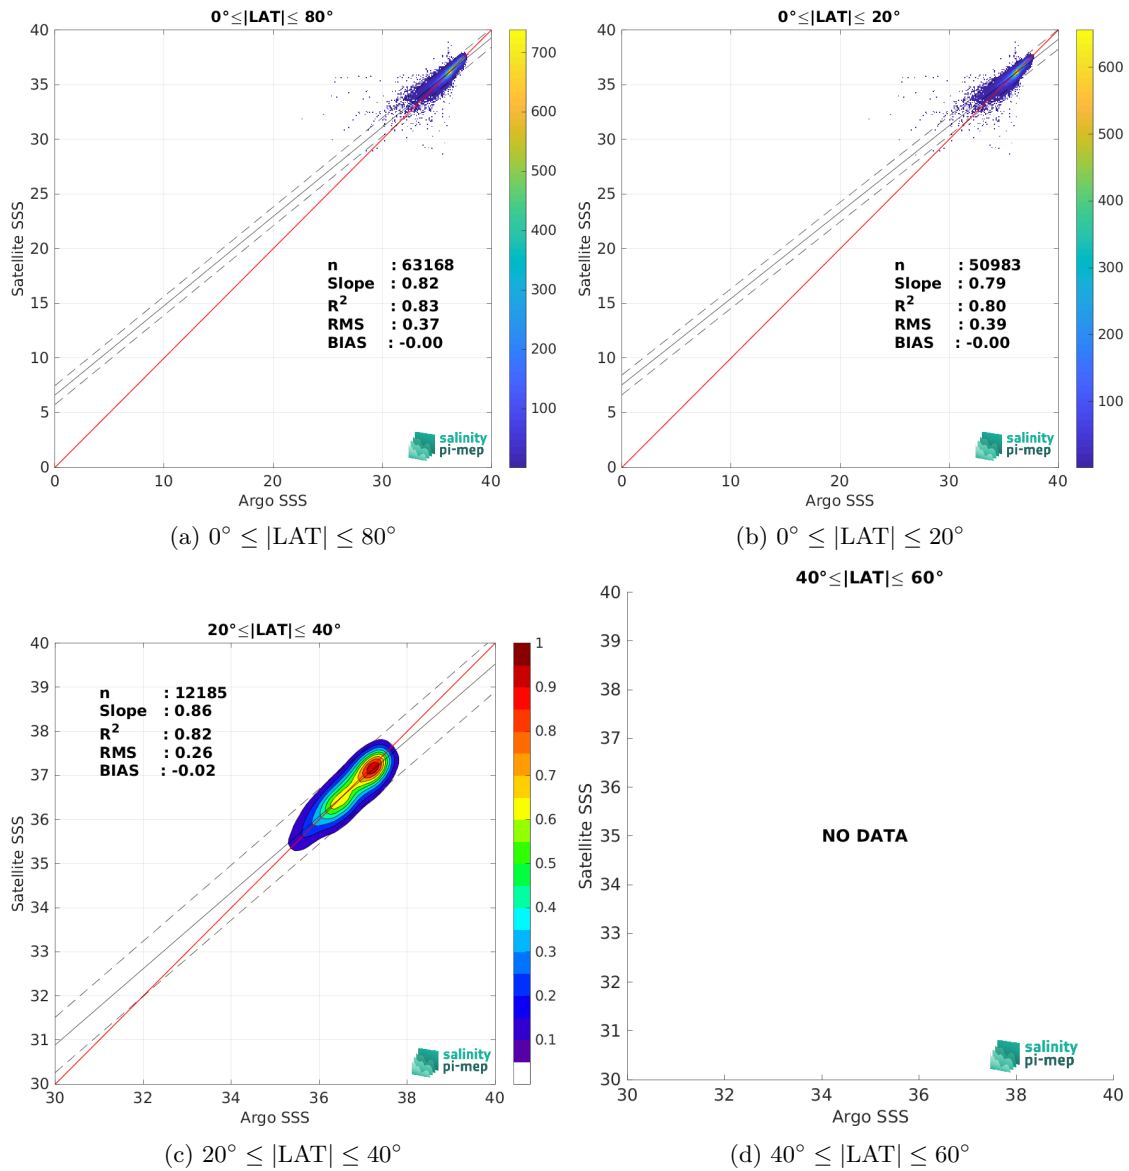 0°≤|LAT|≤ 80°
40
35
30
25
20
15
10
5
0
Satellite SSS
n : 63168
Slope : 0.82
R2 : 0.83
RMS : 0.37
BIAS : -0.00
salinity
pi-mep
0 10 20 30 40
Argo SSS
700
600
500
400
300
200
100
(a) 0° ≤ |LAT| ≤ 80°
0°≤|LAT|≤ 20°
40
35
30
25
20
15
10
5
0
Satellite SSS
n : 50983
Slope : 0.79
R2 : 0.80
RMS : 0.39
BIAS : -0.00
salinity
pi-mep
0 10 20 30 40
Argo SSS
600
500
400
300
200
100
(b) 0° ≤ |LAT| ≤ 20°
20°≤|LAT|≤ 40°
40
39
38
37
36
35
34
33
32
31
30
Satellite SSS
n : 12185
Slope : 0.86
R2 : 0.82
RMS : 0.26
BIAS : -0.02
salinity
pi-mep
30 32 34 36 38 40
Argo SSS
1
0.9
0.8
0.7
0.6
0.5
0.4
0.3
0.2
0.1
(c) 20° ≤ |LAT| ≤ 40°
40°≤|LAT|≤ 60°
40
39
38
37
36
35
34
33
32
31
30
Satellite SSS
NO DATA
salinity
pi-mep
30 32 34 36 38 40
Argo SSS
(d) 40° ≤ |LAT| ≤ 60°